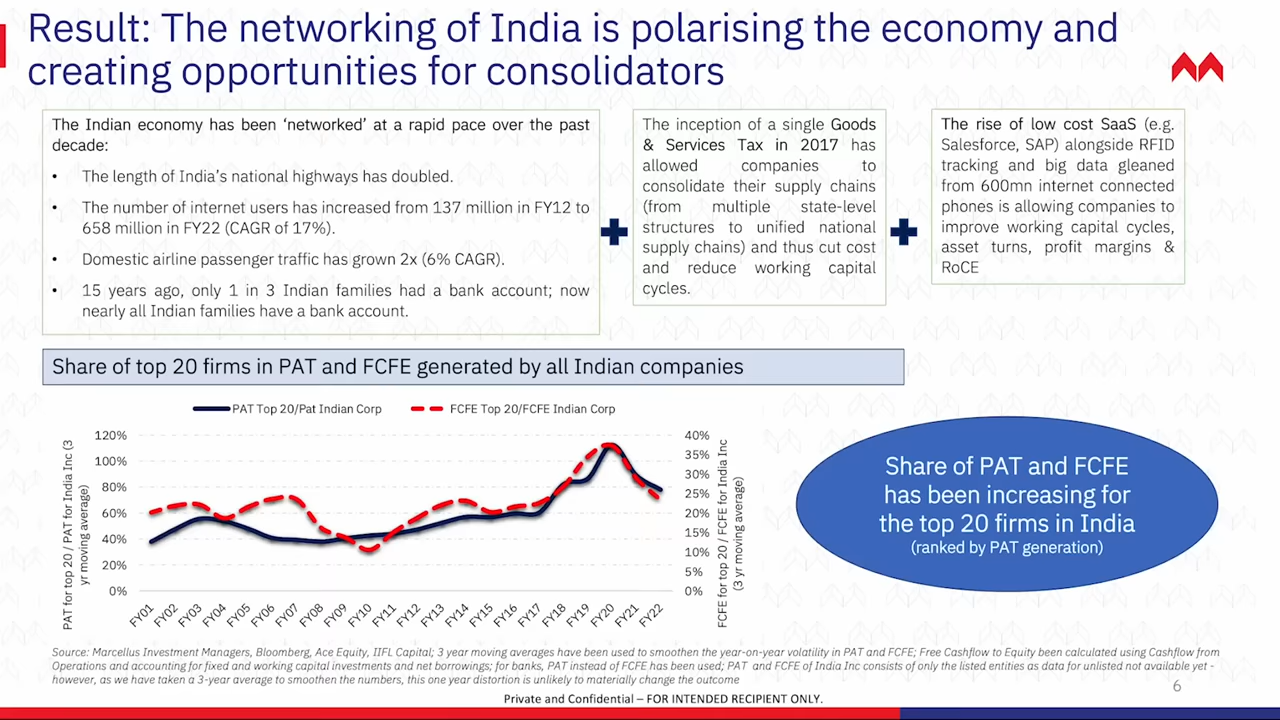 Result: The networking of India is polarising the economy and
creating opportunities for consolidators
The Indian economy has been ‘networked’ at a rapid pace over the past
decade:
• The length of India’s national highways has doubled.
• The number of internet users has increased from 137 million in FY12 to
658 million in FY22 (CAGR of 17%).
• Domestic airline passenger traffic has grown 2x (6% CAGR).
• 15 years ago, only 1 in 3 Indian families had a bank account; now
nearly all Indian families have a bank account.
The inception of a single Goods
& Services Tax in 2017 has
allowed companies to
consolidate their supply chains
(from multiple state-level
structures to unified national
supply chains) and thus cut cost
and reduce working capital
cycles.
The rise of low cost SaaS (e.g.
Salesforce, SAP) alongside RFID
tracking and big data gleaned
from 600mn internet connected
phones is allowing companies to
improve working capital cycles,
asset turns, profit margins &
RoCE
Share of top 20 firms in PAT and FCFE generated by all Indian companies
PAT Top 20/Pat Indian Corp
FCFE Top 20/FCFE Indian Corp
PAT for top 20 / PAT for India Inc (3
yr moving average)
120%
100%
80%
60%
40%
20%
0%
40%
35%
30%
25%
20%
15%
10%
5%
0%
FCFE for top 20 / FCFE for India Inc
(3 yr moving average)
FY01 FY02 FY03 FY04 FY05 FY06 FY07 FY08 FY09 FY10 FY11 FY12 FY13 FY14 FY15 FY16 FY17 FY18 FY19 FY20 FY21 FY22
Share of PAT and FCFE
has been increasing for
the top 20 firms in India
(ranked by PAT generation)
Source: Marcellus Investment Managers, Bloomberg, Ace Equity, IIFL Capital; 3 year moving averages have been used to smoothen the year-on-year volatility in PAT and FCFE; Free Cashflow to Equity been calculated using Cashflow from
Operations and accounting for fixed and working capital investments and net borrowings; for banks, PAT instead of FCFE has been used; PAT and FCFE of India Inc consists of only the listed entities as data for unlisted not available yet -
however, as we have taken a 3-year average to smoothen the numbers, this one year distortion is unlikely to materially change the outcome
6
Private and Confidential – FOR INTENDED RECIPIENT ONLY.